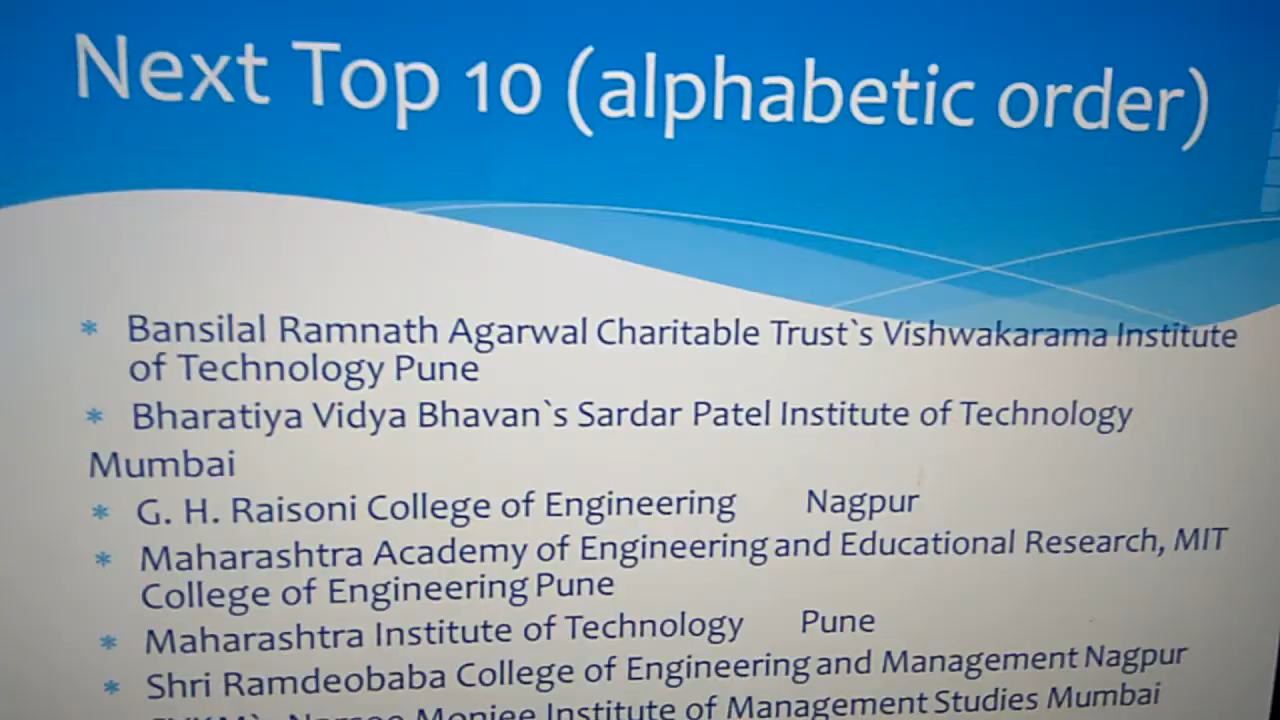 Next Top 10 (alphabetic order)
* Bansilal Ramnath Agarwal Charitable Trust`s Vishwakarama Institute
of Technology Pune
* Bharatiya Vidya Bhavan`s Sardar Patel Institute of Technology
Mumbai
* G. H. Raisoni College of Engineering Nagpur
* Maharashtra Academy of Engineering and Educational Research, MIT
College of Engineering Pune
* Maharashtra Institute of Technology Pune
* Shri Ramdeobaba College of Engineering and Management Nagpur
Monjee Institute of Management Studies Mumbai